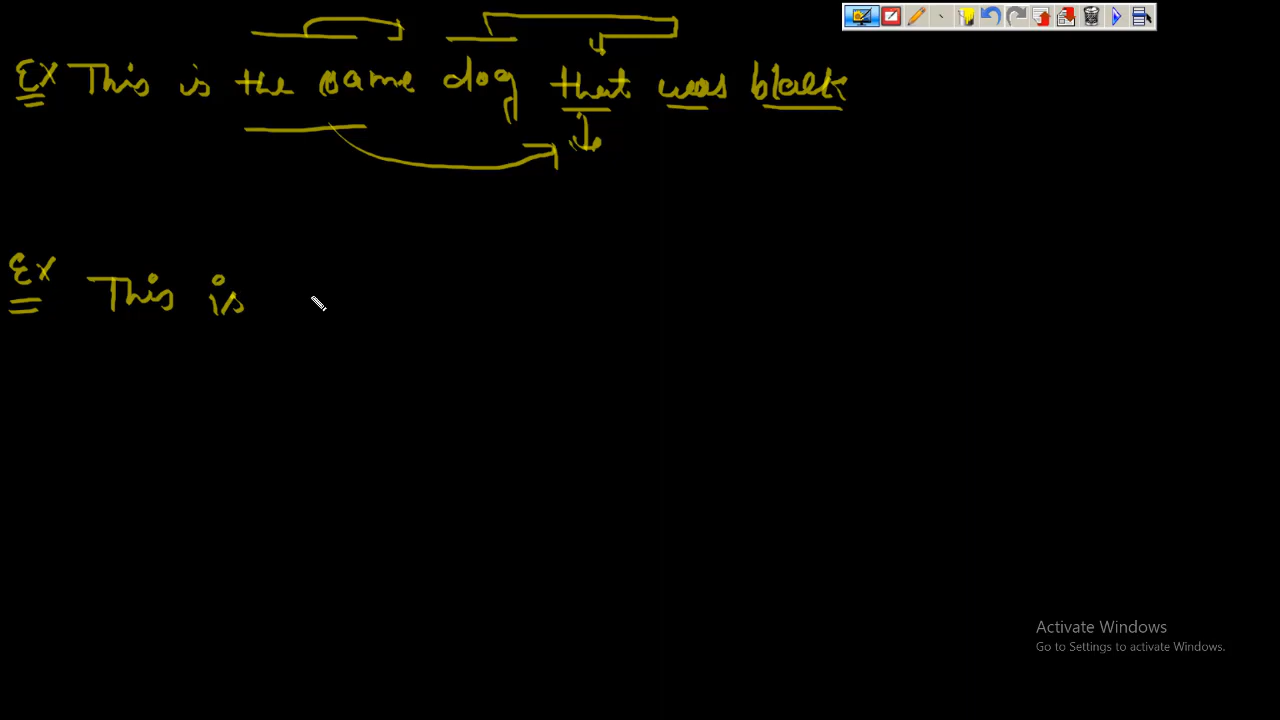 Ex This is the same dog that was black
Ex This is
Activate Windows
Go to Settings to activate Windows.